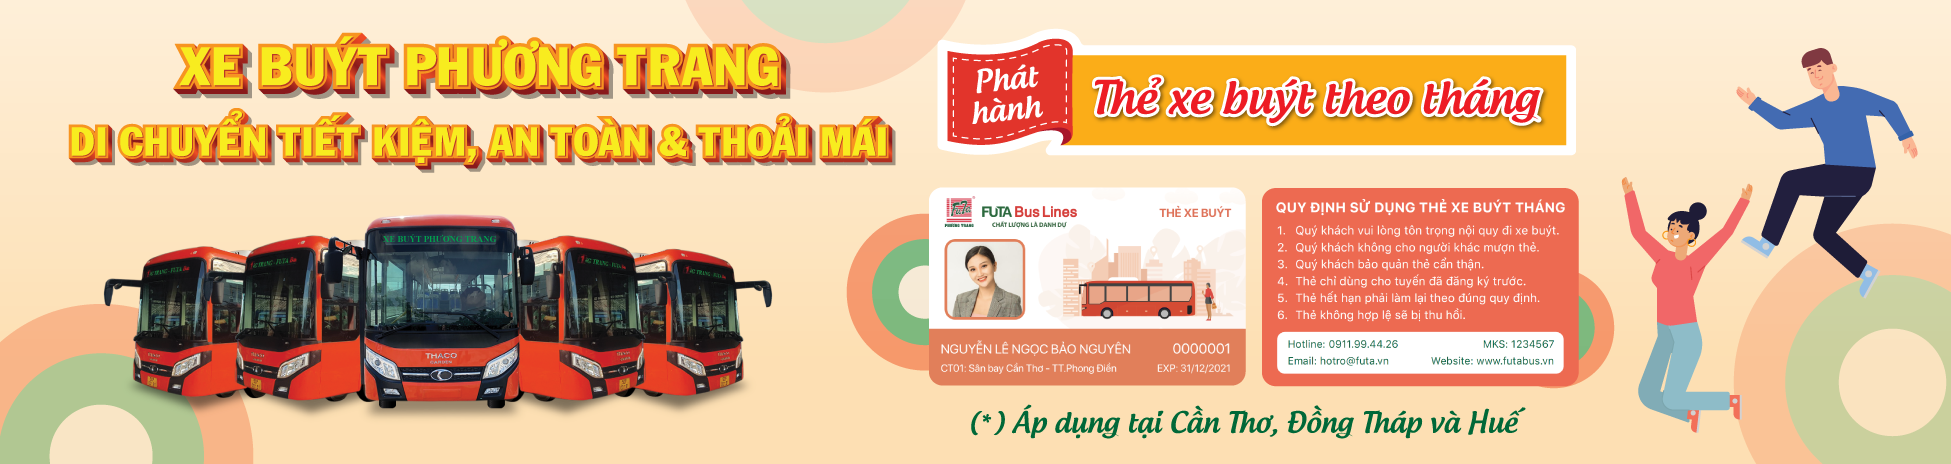 XE BUÝT PHƯƠNG TRANG
DI CHUYỂN TIẾT KIỆM, AN TOÀN & THOẢI MÁI
XE BUÝT PHƯƠNG TRANG
THACO
Phát
hành
Thẻ xe buýt theo tháng
FUTA
PHƯƠNG TRANG
FUTA Bus Lines
CHẤT LƯỢNG LÀ DANH DỰ
THẺ XE BUÝT
NGUYỄN LÊ NGỌC BẢO NGUYÊN
0000001
CT01: Sân bay Cần Thơ - TT.Phong Điền
EXP: 31/12/2021
QUY ĐỊNH SỬ DỤNG THẺ XE BUÝT THÁNG
1. Quý khách vui lòng tôn trọng nội quy đi xe buýt.
2. Quý khách không cho người khác mượn thẻ.
3. Quý khách bảo quản thẻ cẩn thận.
4. Thẻ chỉ dùng cho tuyến đã đăng ký trước.
5. Thẻ hết hạn phải làm lại theo đúng quy định.
6. Thẻ không hợp lệ sẽ bị thu hồi.
Hotline: 0911.99.44.26
MKS: 1234567
Email: hotro@futa.vn
Website: www.futabus.vn
(*) Áp dụng tại Cần Thơ, Đồng Tháp và Huế